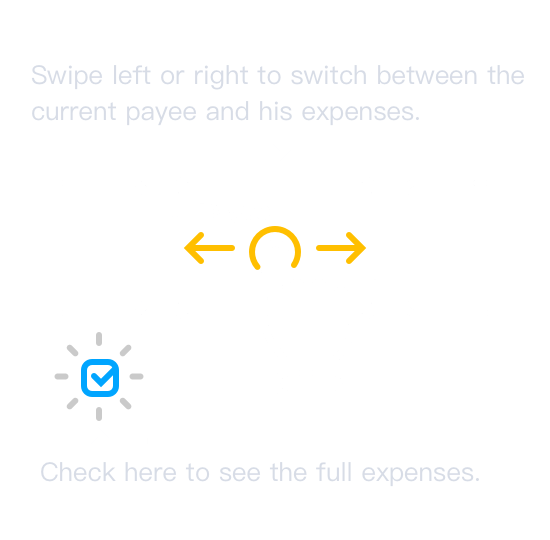 Swipe left or right to switch between the
current payee and his expenses.
Check here to see the full expenses.